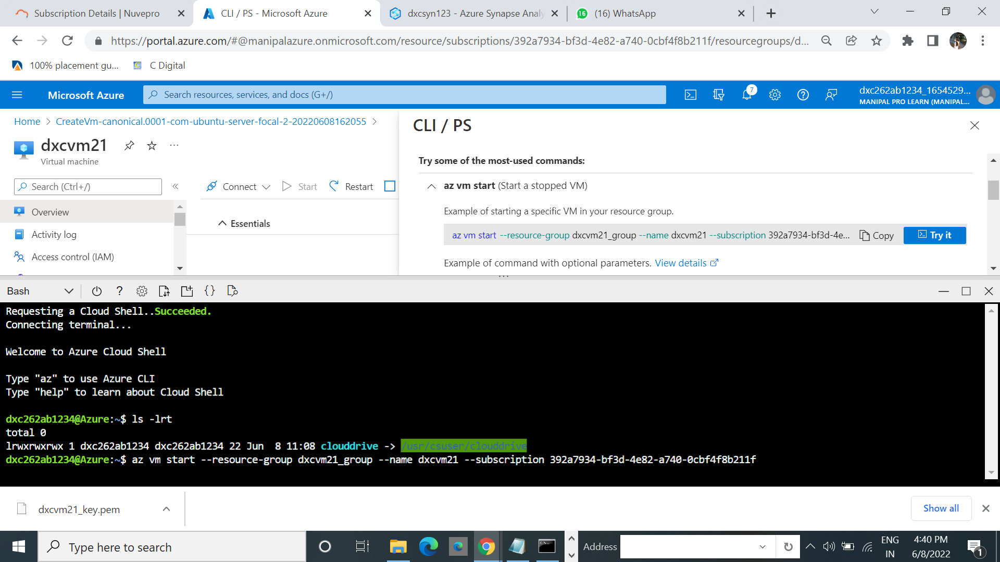 Subscription Details | Nuvepro
CLI / PS - Microsoft Azure
dxcsyn123 - Azure Synapse Analy
16
(16) WhatsApp
https://portal.azure.com/#@manipalazure.onmicrosoft.com/resource/subscriptions/392a7934-bf3d-4e82-a740-0cbf4f8b211f/resourcegroups/d...
100% placement gu...
C Digital
Microsoft Azure
Search resources, services, and docs (G+/)
7
dxc262ab1234_1654529...
MANIPAL PRO LEARN (MANIPAL...
Home > CreateVm-canonical.0001-com-ubuntu-server-focal-2-20220608162055 >
dxcvm21
...
Virtual machine
Search (Ctrl+/)
«
Connect
Start
Restart
Overview
Activity log
Access control (IAM)
Essentials
CLI / PS
Try some of the most-used commands:
az vm start (Start a stopped VM)
Example of starting a specific VM in your resource group.
az vm start --resource-group dxcvm21_group --name dxcvm21 --subscription 392a7934-bf3d-4e...
Copy
Try it
Example of command with optional parameters. View details
Bash
?
{}
Requesting a Cloud Shell..Succeeded.
Connecting terminal...
Welcome to Azure Cloud Shell
Type "az" to use Azure CLI
Type "help" to learn about Cloud Shell
dxc262ab1234@Azure:~$ ls -lrt
total 0
lrwxrwxrwx 1 dxc262ab1234 dxc262ab1234 22 Jun  8 11:08 clouddrive -> /usr/csuser/clouddrive
dxc262ab1234@Azure:~$ az vm start --resource-group dxcvm21_group --name dxcvm21 --subscription 392a7934-bf3d-4e82-a740-0cbf4f8b211f
dxcvm21_key.pem
Show all
Type here to search
Address
ENG
IN
4:40 PM
6/8/2022
1